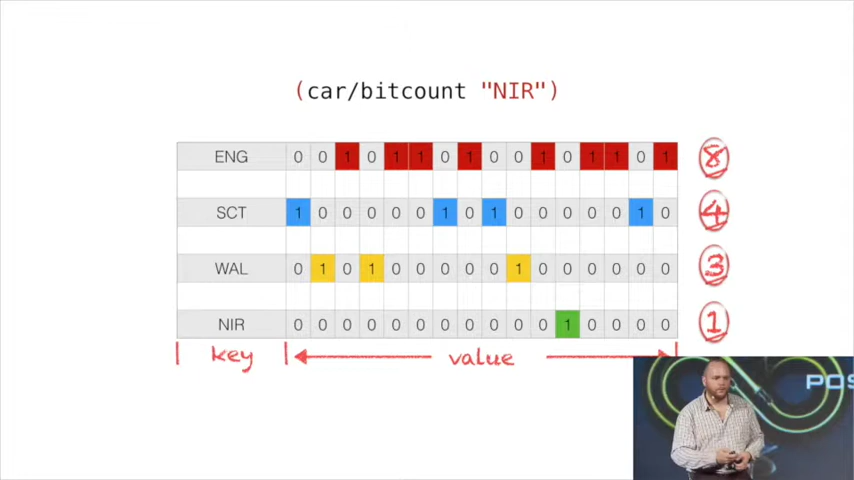 (car/bitcount "NIR")
ENG 0 0 1 0 1 1 0 1 0 0 1 0 1 1 0 1 8
SCT 1 0 0 0 0 0 1 0 1 0 0 0 0 0 1 0 4
WAL 0 1 0 1 0 0 0 0 0 1 0 0 0 0 0 0 3
NIR 0 0 0 0 0 0 0 0 0 0 0 1 0 0 0 0 1
key value
POS